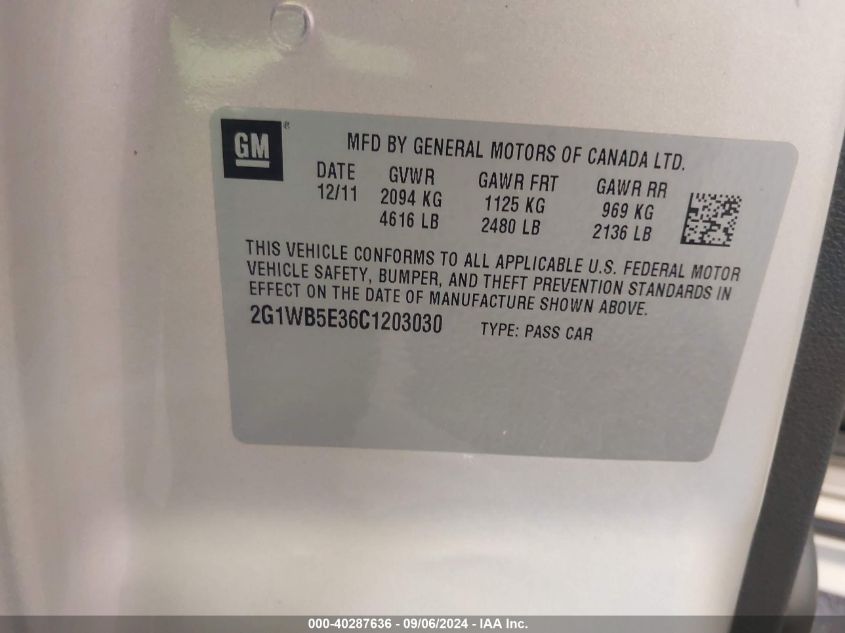 GM®
MFD BY GENERAL MOTORS OF CANADA LTD.
DATE GVWR GAWR FRT GAWR RR
12/11 2094 KG 1125 KG 969 KG
4616 LB 2480 LB 2136 LB
THIS VEHICLE CONFORMS TO ALL APPLICABLE U.S. FEDERAL MOTOR
VEHICLE SAFETY, BUMPER, AND THEFT PREVENTION STANDARDS IN
EFFECT ON THE DATE OF MANUFACTURE SHOWN ABOVE.
2G1WB5E36C1203030 TYPE: PASS CAR
000-40287636 - 09/06/2024 - IAA Inc.